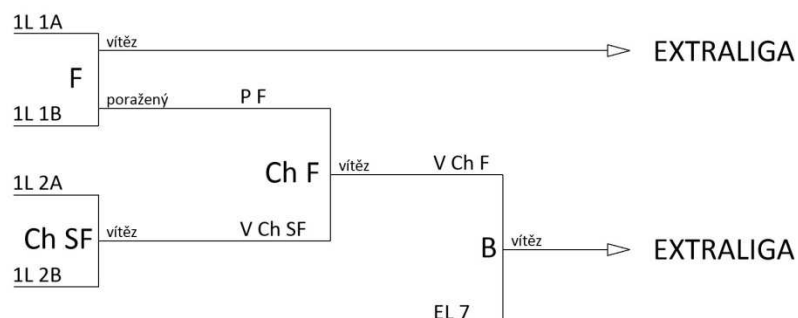 1L 1A
vítěz
EXTRALIGA
F
poražený
P F
1L 1B
Ch F
vítěz
V Ch F
1L 2A
Ch SF
vítěz
V Ch SF
B
vítěz
EXTRALIGA
1L 2B
EL 7